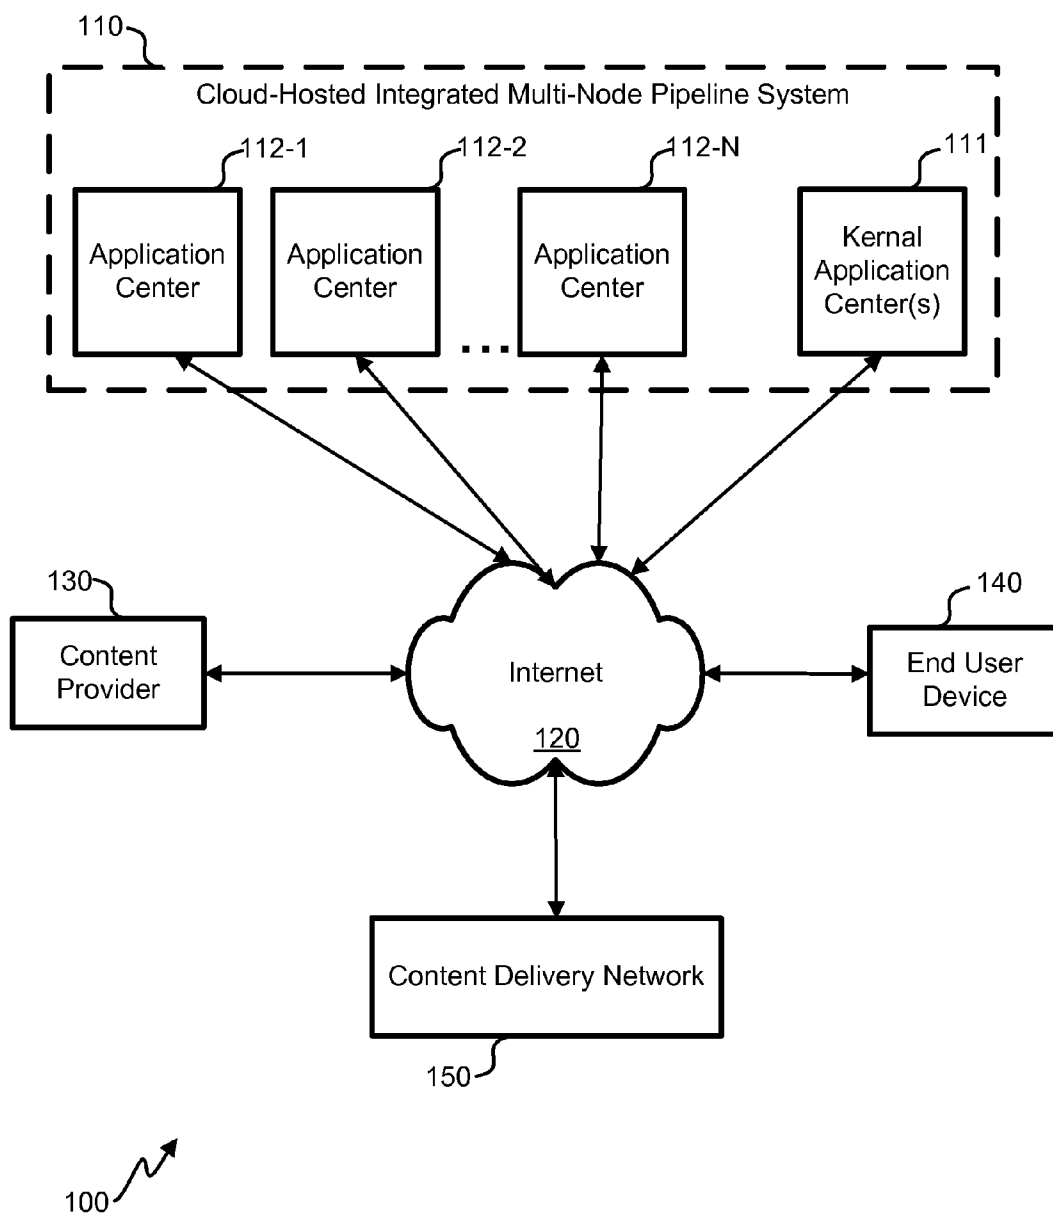 110
Cloud-Hosted Integrated Multi-Node Pipeline System
112-1
112-2
112-N
111
Application
Center
Application
Center
...
Application
Center
Kernal
Application
Center(s)
130
Content
Provider
Internet
120
140
End User
Device
Content Delivery Network
150
100